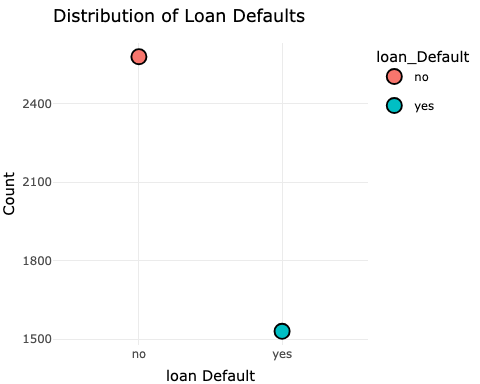 Distribution of Loan Defaults
loan_Default
no
yes
2400
2100
1800
1500
Count
no
yes
loan Default